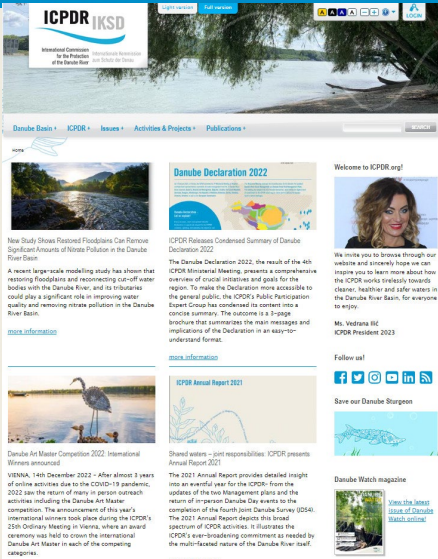 Light version
Full version
A A A A
LOGIN
ICPDR IKSD
International Commission
for the Protection
of the Danube River
Internationale Kommission
zum Schutz der Donau
Danube Basin
ICPDR
Issues
Activities & Projects
Publications
SEARCH
Home
New Study Shows Restored Floodplains Can Remove
Significant Amounts of Nitrate Pollution in the Danube
River Basin
A recent large-scale modelling study has shown that
restoring floodplains and reconnecting cut-off water
bodies with the Danube River, and its tributaries
could play a significant role in improving water
quality and removing nitrate pollution in the Danube
River Basin.
more information
Danube Declaration 2022
ICPDR Releases Condensed Summary of Danube
Declaration 2022
The Danube Declaration 2022, the result of the 4th
ICPDR Ministerial Meeting, presents a comprehensive
overview of crucial initiatives and goals for the
region. To make the Declaration more accessible to
the general public, the ICPDR's Public Participation
Expert Group has condensed its content into a
concise summary. The outcome is a 3-page
brochure that summarizes the main messages and
implications of the Declaration in an easy-to-
understand format.
more information
Danube Art Master Competition 2022: International
Winners announced
VIENNA, 14th December 2022 - After almost 3 years
of online activities due to the COVID-19 pandemic,
2022 saw the return of many in person outreach
activities including the Danube Art Master
competition. The announcement of this year's
international winners took place during the ICPDR's
25th Ordinary Meeting in Vienna, where an award
ceremony was held to crown the international
Danube Art Master in each of the competing
categories.
ICPDR Annual Report 2021
Shared waters – joint responsibilities: ICPDR presents
Annual Report 2021
The 2021 Annual Report provides detailed insight
into an eventful year for the ICPDR- from the
updates of the two Management plans and the
return of in-person Danube Day events to the
completion of the fourth Joint Danube Survey (JDS4).
The 2021 Annual Report depicts this broad
spectrum of ICPDR activities. It illustrates the
ICPDR's ever-broadening commitment as needed by
the multi-faceted nature of the Danube River itself.
Welcome to ICPDR.org!
We invite you to browse through our
website and sincerely hope we can
inspire you to learn more about how
the ICPDR works tirelessly towards
cleaner, healthier and safer waters in
the Danube River Basin, for everyone
to enjoy.
Ms. Vedrana Ilić
ICPDR President 2023
Follow us!
Save our Danube Sturgeon
Danube Watch magazine
View the latest
issue of Danube
Watch online!